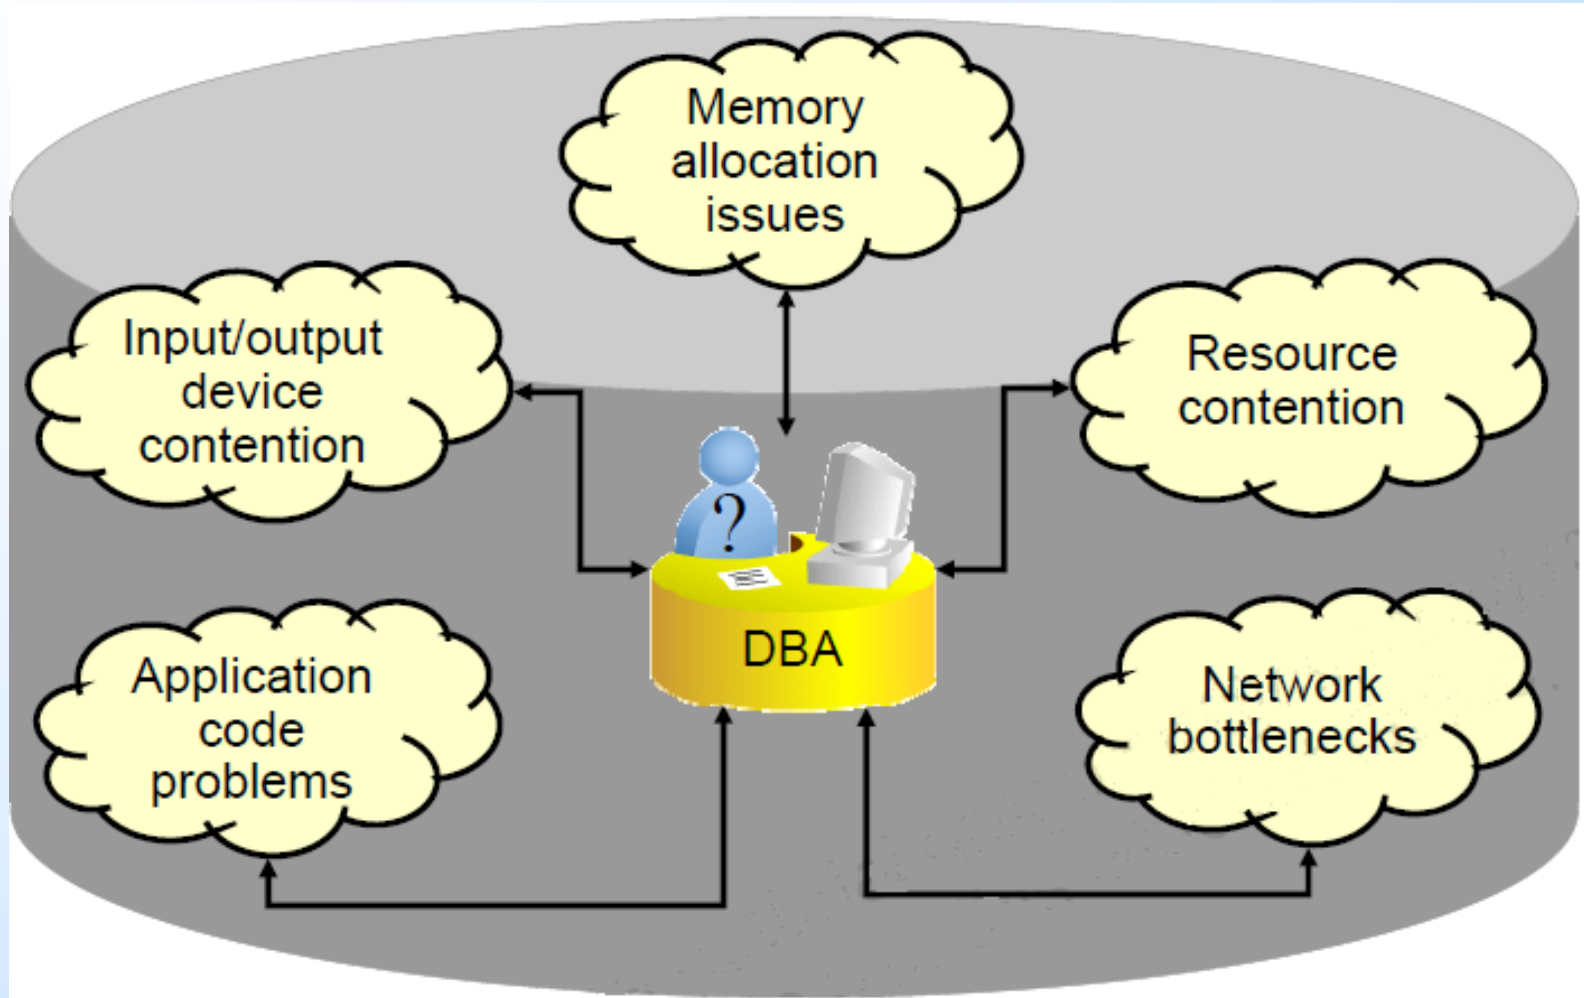 Memory
allocation
issues
Input/output
device
contention
Resource
contention
?
DBA
Application
code
problems
Network
bottlenecks